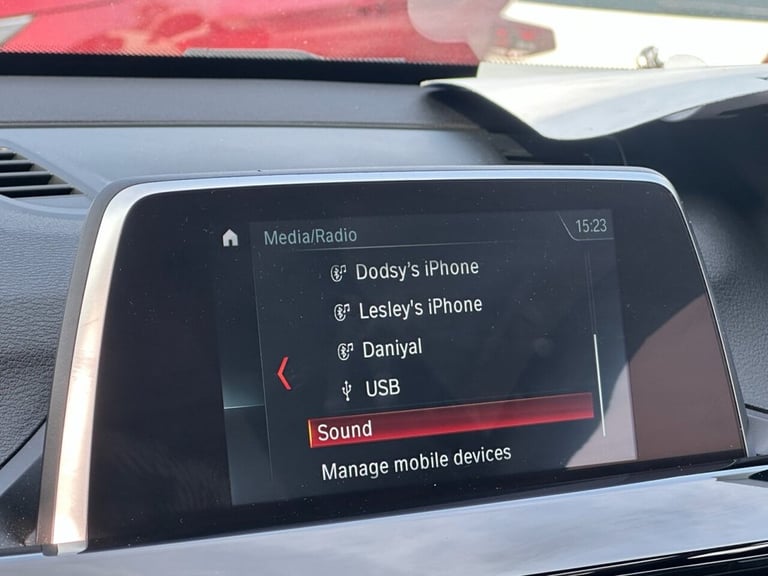 Media/Radio
15:23
Dodsy's iPhone
Lesley's iPhone
Daniyal
USB
Sound
Manage mobile devices